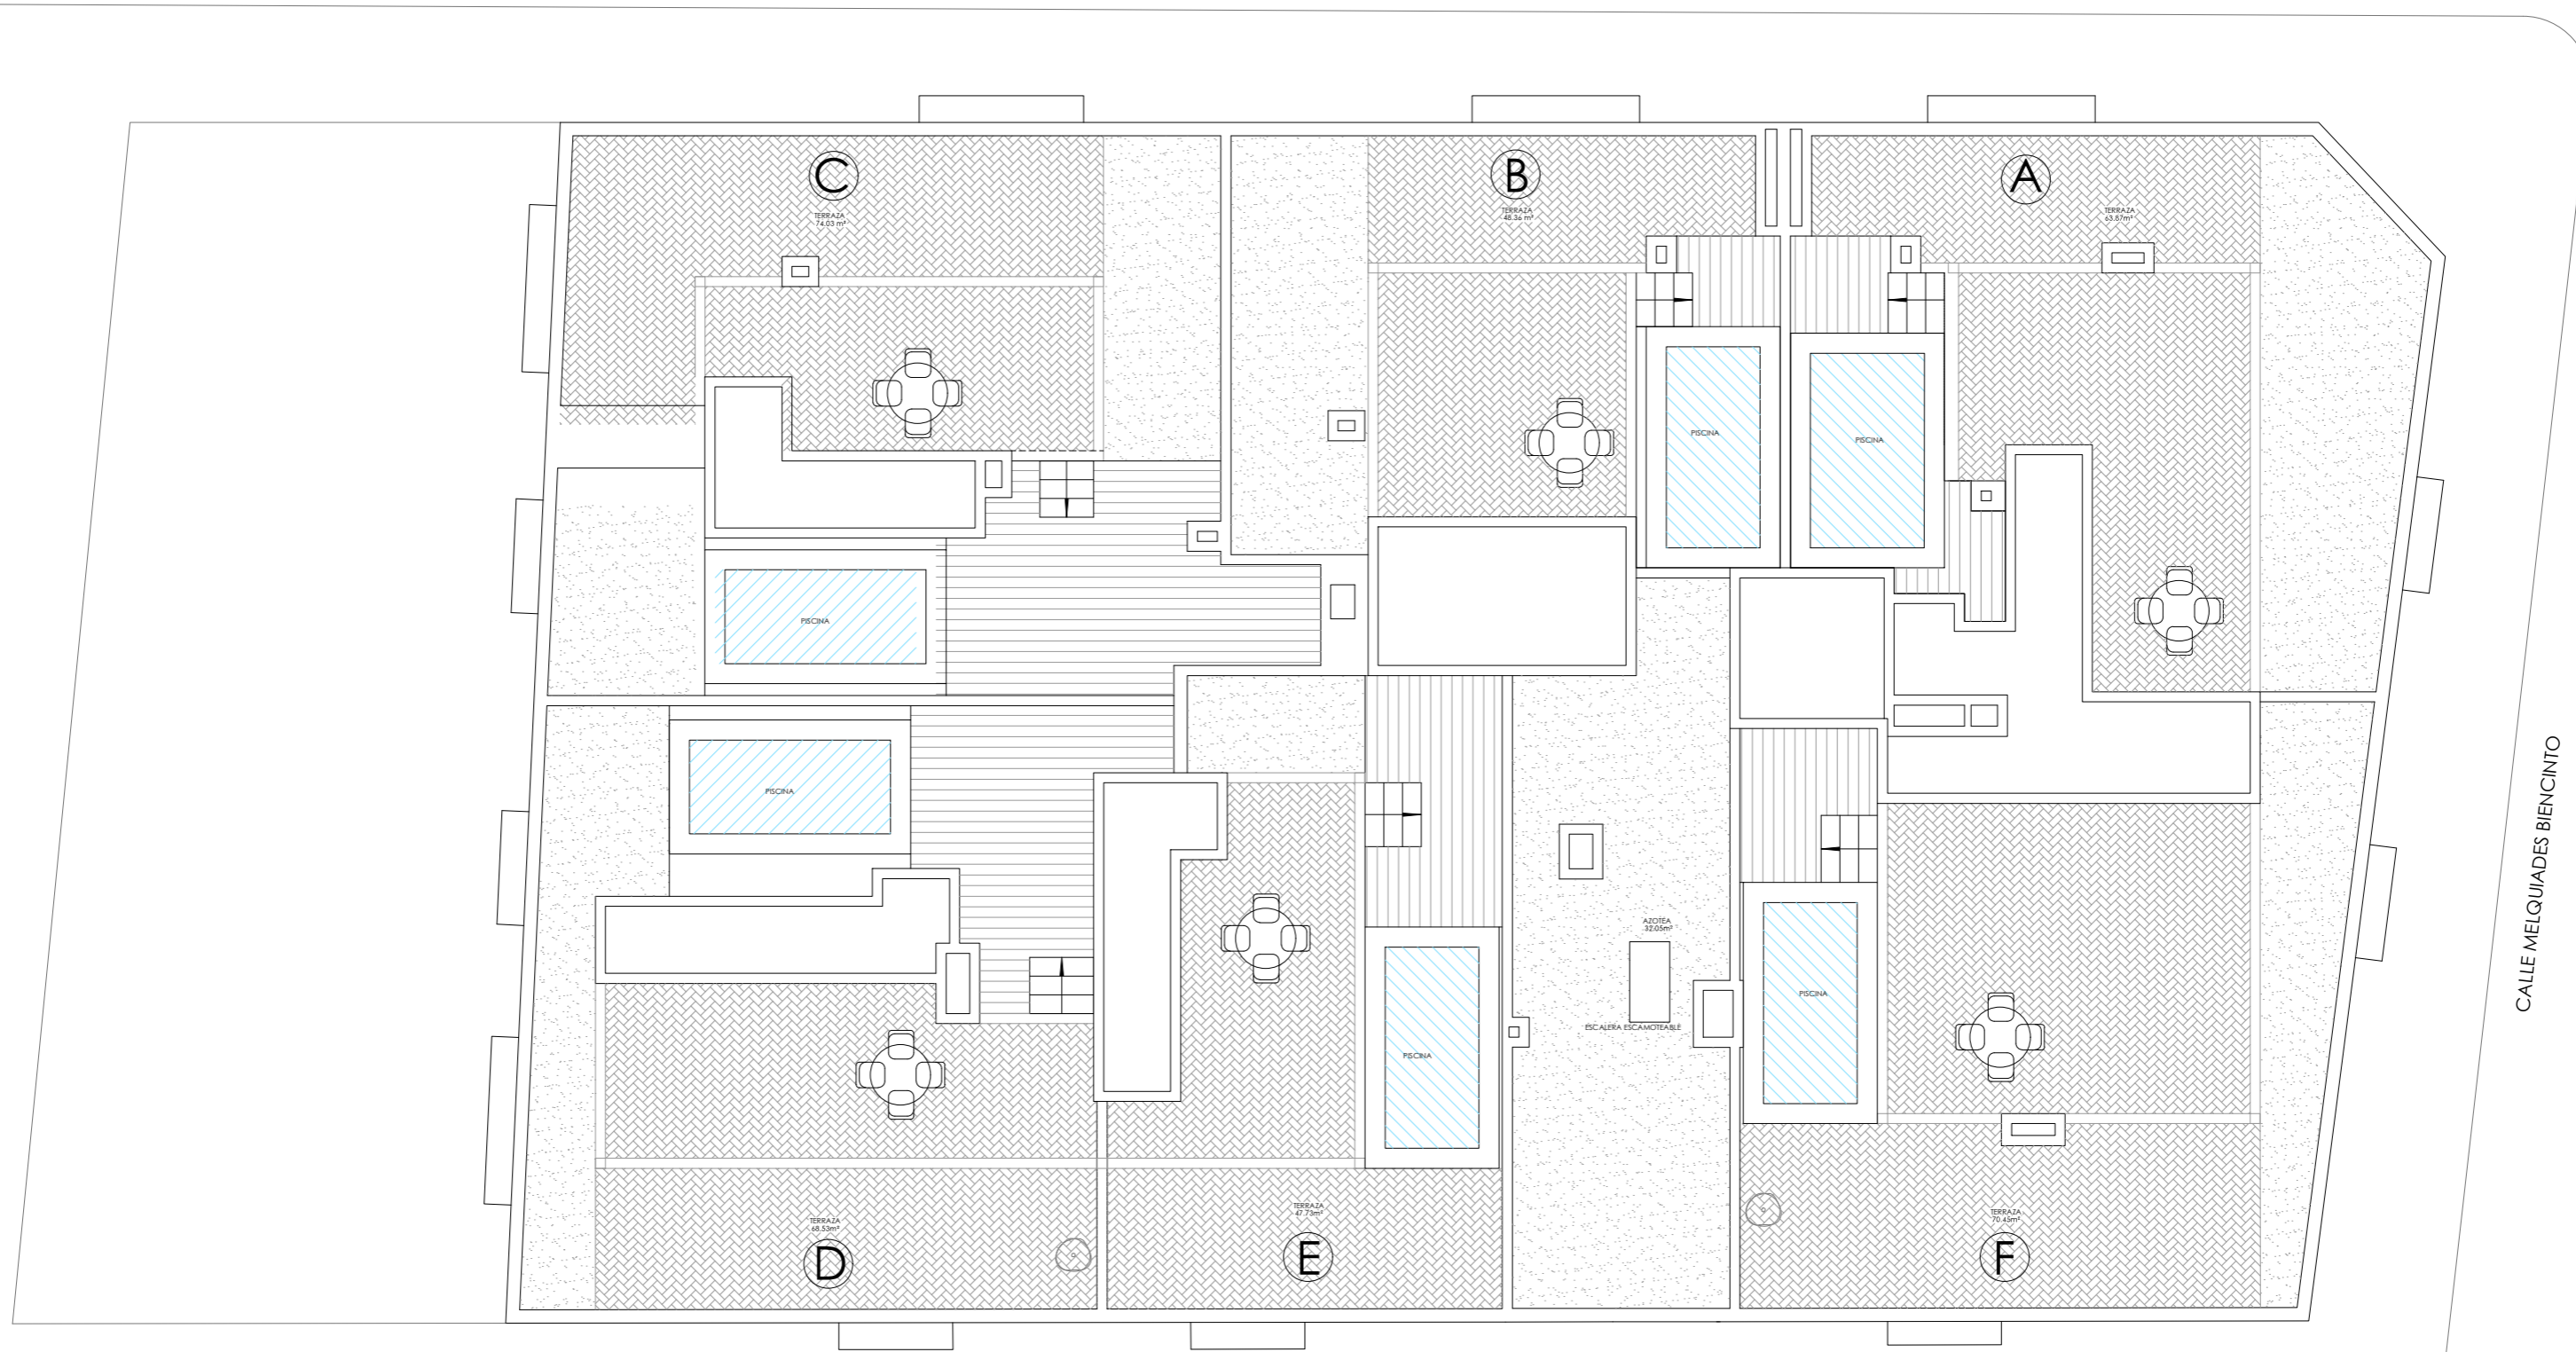 C
TERRAZA
74.03 m²
B
TERRAZA
48.36 m²
A
TERRAZA
63.87m²
PISCINA
PISCINA
PISCINA
PISCINA
CALLE MELQUIADES BIENCINTO
AZOTEA
32.05m²
ESCALERA ESCAMOTEABLE
PISCINA
PISCINA
TERRAZA
68.53m²
D
TERRAZA
47.73m²
E
TERRAZA
70.45m²
F